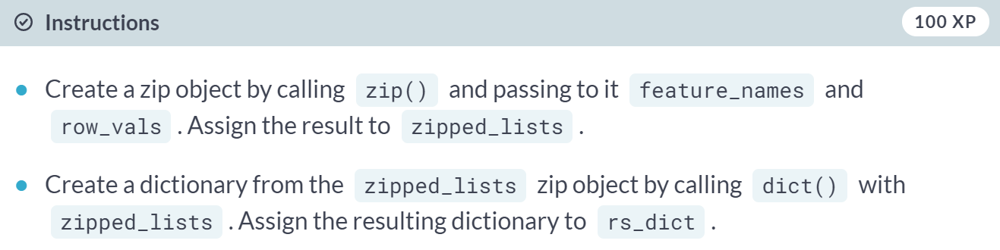 Instructions 100 XP
Create a zip object by calling zip() and passing to it feature_names and
row_vals . Assign the result to zipped_lists .
Create a dictionary from the zipped_lists zip object by calling dict() with
zipped_lists . Assign the resulting dictionary to rs_dict .